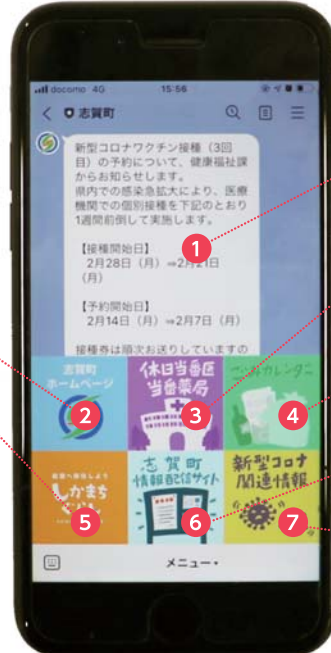 docomo 4G 15:56
志賀町
新型コロナワクチン接種（3回
目）の予約について、健康福祉課
からお知らせします。
県内での感染急拡大により、医療
機関での個別接種を下記のとおり
1週間前倒して実施します。
【接種開始日】
2月28日（月）⇒2月21日
（月）
【予約開始日】
2月14日（月）⇒2月7日（月）
接種券は順次お送りしていますの
1
志賀町
ホームページ
2
休日当番医
当番薬局
3
ごみカレンダー
4
しかまち
5
志賀町
情報配信サイト
6
新型コロナ
関連情報
7
メニュー